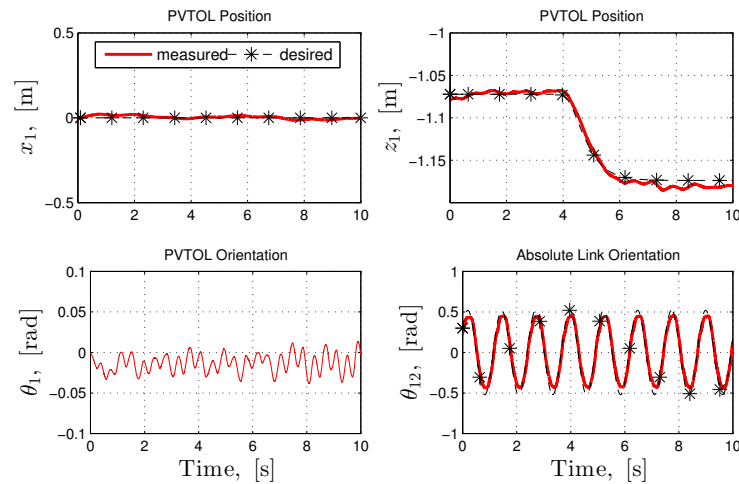 PVTOL Position
PVTOL Position
0.5
0
−0.5
x1, [m]
measured
desired
0 2 4 6 8 10
−1
−1.05
−1.1
−1.15
z1, [m]
0 2 4 6 8 10
PVTOL Orientation
Absolute Link Orientation
0.1
0.05
0
−0.05
−0.1
θ1, [rad]
0 2 4 6 8 10
Time, [s]
1
0.5
0
−0.5
−1
θ12, [rad]
0 2 4 6 8 10
Time, [s]